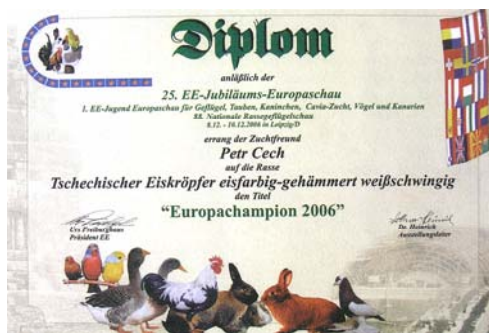 Diplom
anläßlich der
25. EE-Jubiläums-Europaschau
1. EE-Jugend Europaschau für Geflügel, Tauben, Kaninchen, Cavia-Zucht, Vögel und Kanarien
88. Nationale Rassegeflügelschau
8.12. - 10.12.2006 in Leipzig/D
errang der Zuchtfreund
Petr Cech
auf die Rasse
Tschechischer Eiskröpfer eisfarbig-gehämmert weißschwingig
den Titel
“Europachampion 2006”
Urs Freiburghaus
Präsident EE
Dr. Heinrich
Ausstellungsleiter